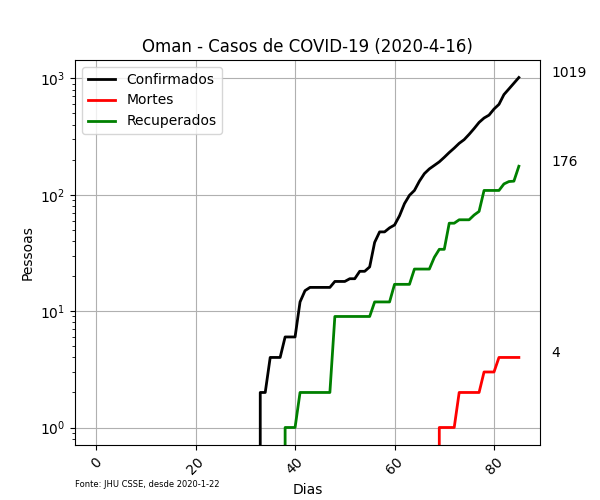 Oman - Casos de COVID-19 (2020-4-16)
Confirmados
Mortes
Recuperados
1019
176
4
Pessoas
10³
10²
10¹
10⁰
0
20
40
60
80
Dias
Fonte: JHU CSSE, desde 2020-1-22